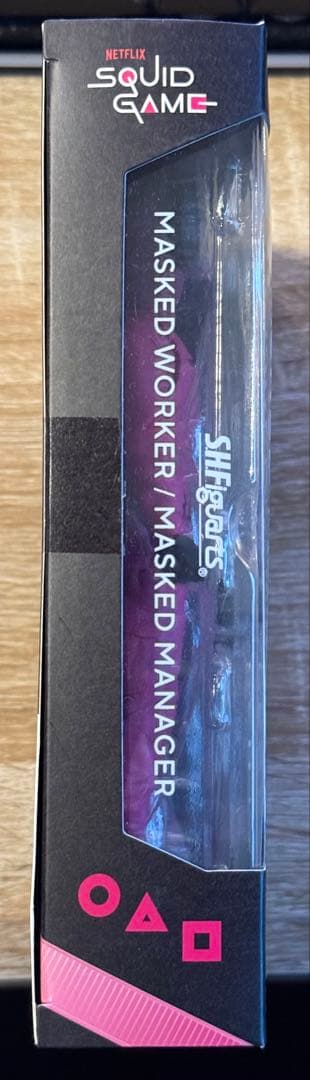 NETFLIX
SQUID
GAME
MASKED WORKER / MASKED MANAGER
S.H.Figuarts®